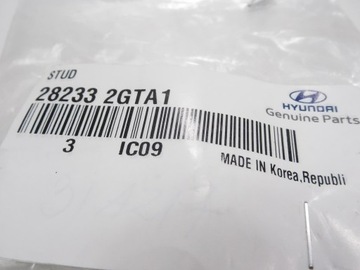 STUD
28233 2GTA1
HYUNDAI
Genuine Parts
3 IC09
MADE IN Korea,Republi